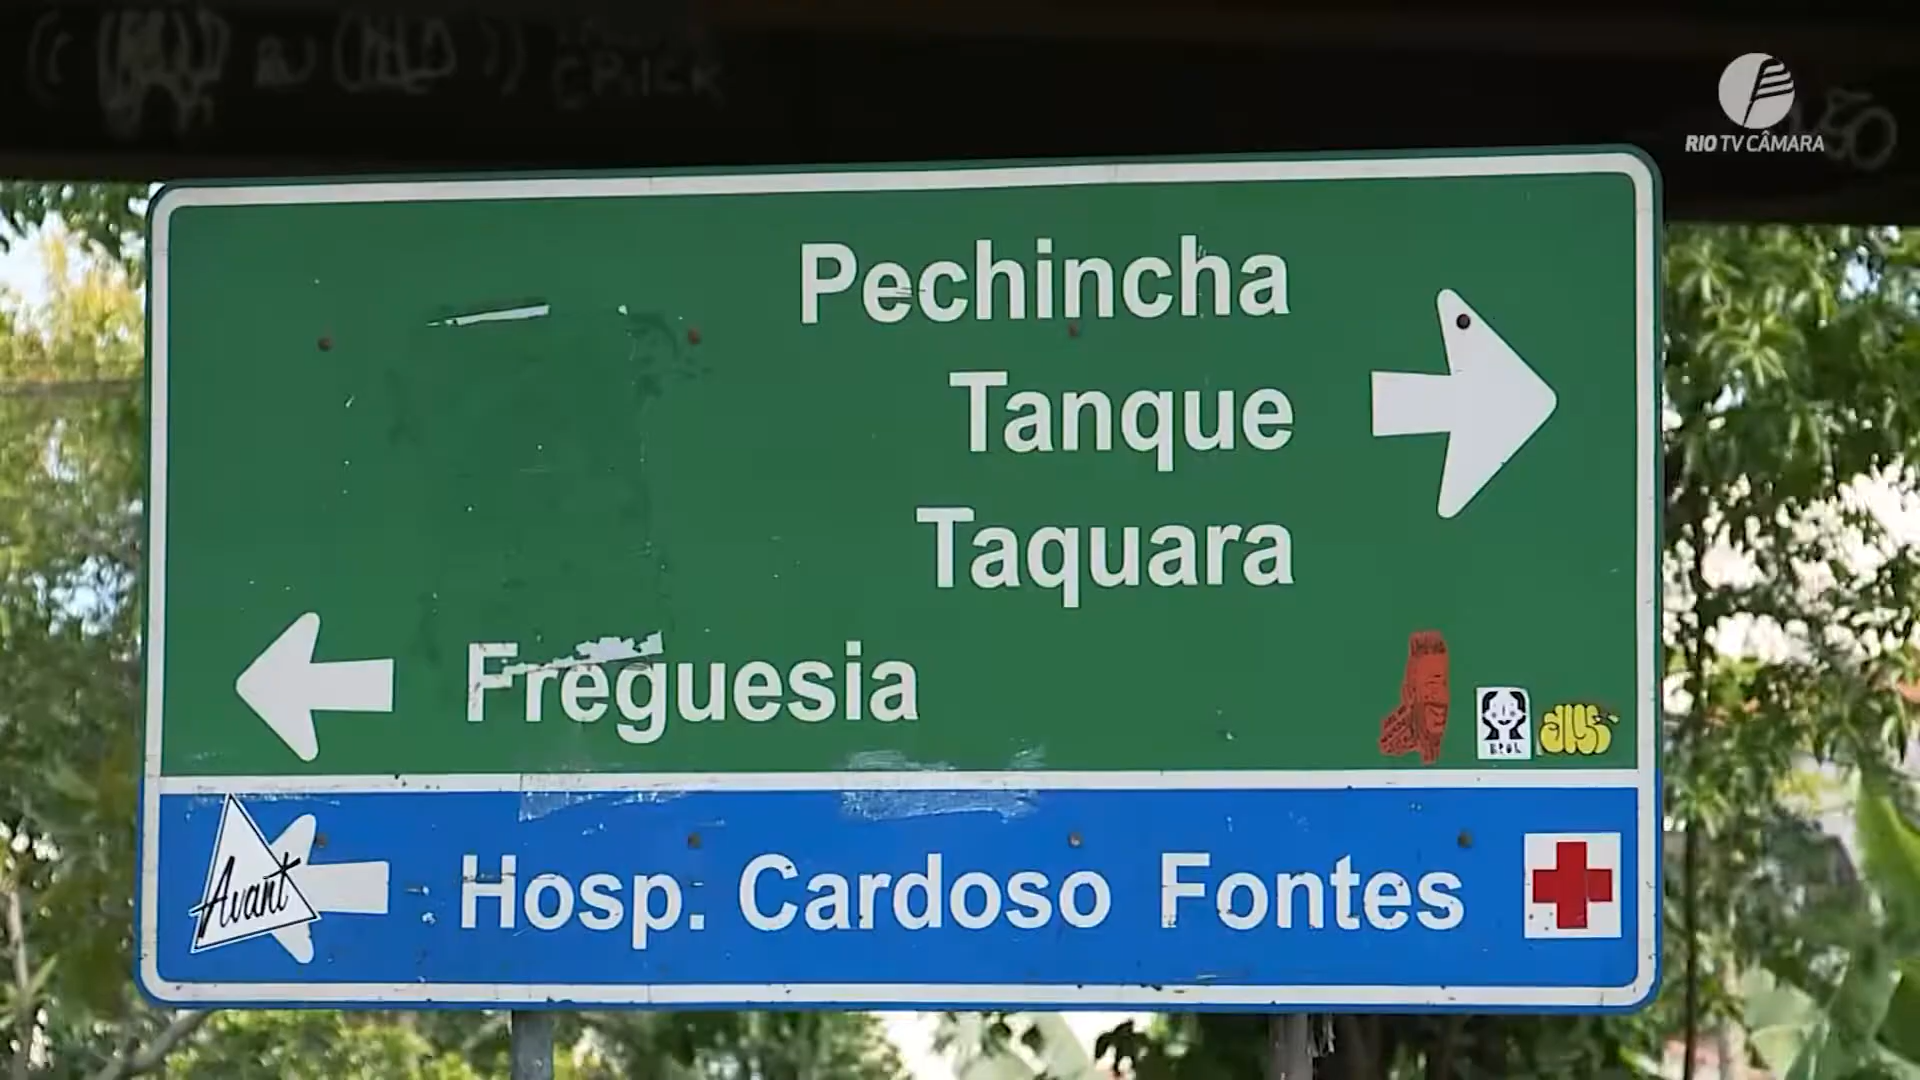 RIO TV CÂMARA
Pechincha
Tanque
Taquara
Freguesia
Avant
Hosp. Cardoso Fontes